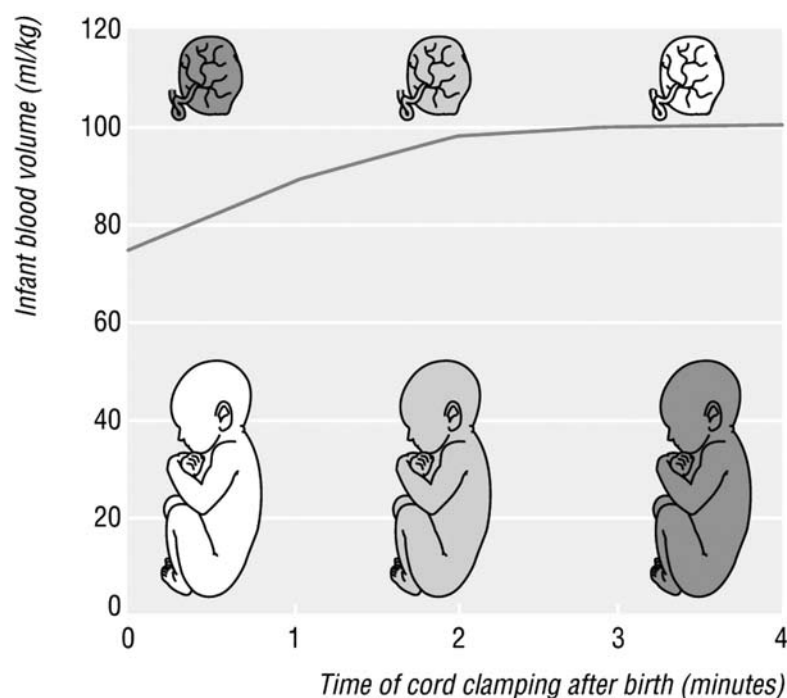 Infant blood volume (ml/kg)
120
100
80
60
40
20
0
0 1 2 3 4
Time of cord clamping after birth (minutes)